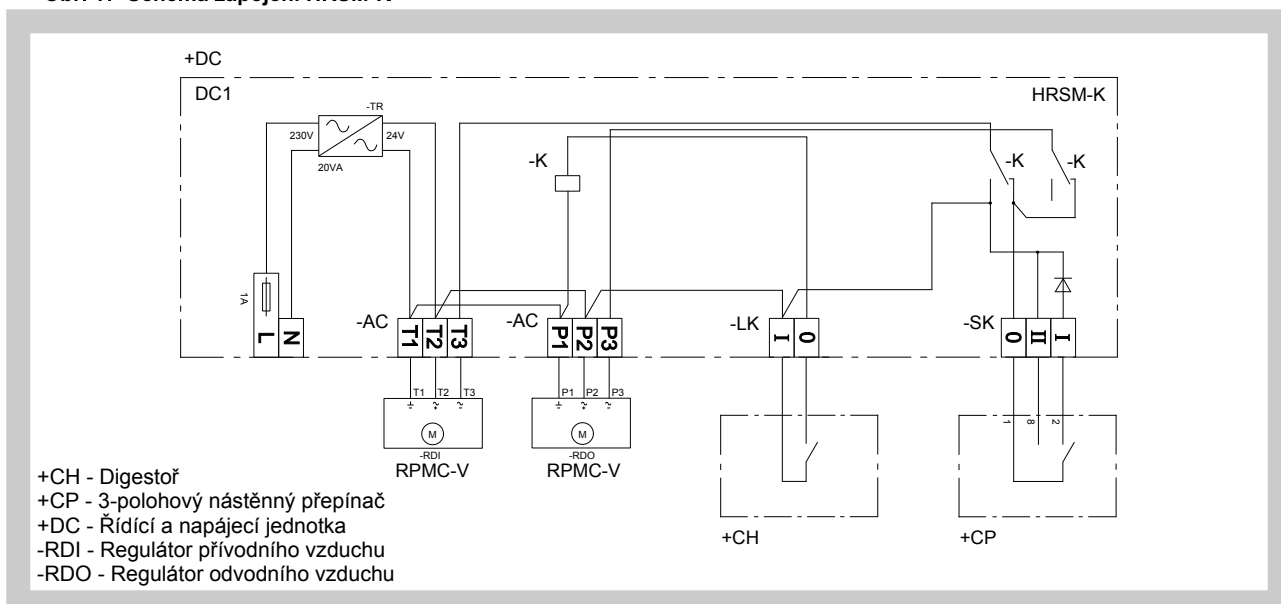 +DC
DC1
HRSM-K
-TR
230V
24V
20VA
-K
-K
-K
1A
L
N
-AC
T1
T2
T3
-AC
P1
P2
P3
-LK
I
0
-SK
0
II
I
T1
T2
T3
P1
P2
P3
1
8
2
M
M
-RDI
-RDO
RPMC-V
RPMC-V
+CH
+CP
+CH - Digestoř
+CP - 3-polohový nástěnný přepínač
+DC - Řídící a napájecí jednotka
-RDI - Regulátor přívodního vzduchu
-RDO - Regulátor odvodního vzduchu